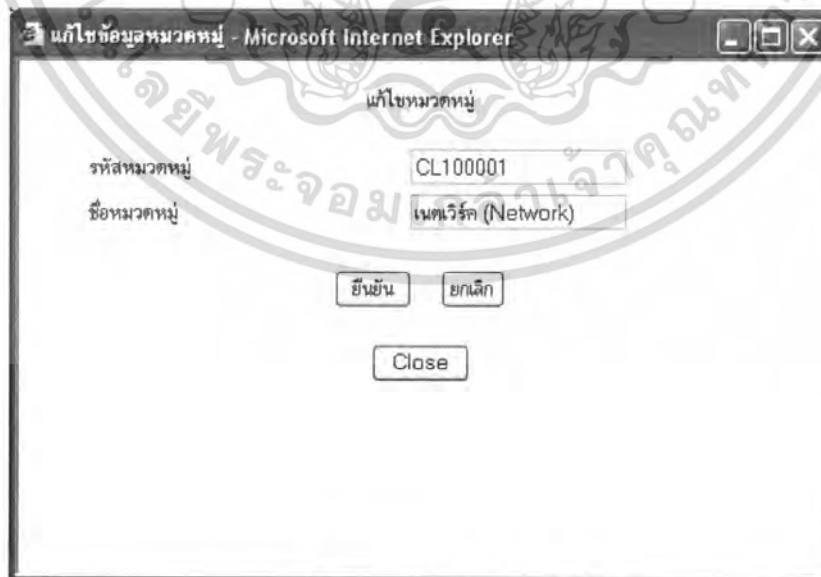 แก้ไขข้อมูลหมวดหมู่ - Microsoft Internet Explorer
แก้ไขหมวดหมู่
รหัสหมวดหมู่ CL100001
ชื่อหมวดหมู่ เนตเวิร์ค (Network)
ยืนยัน ยกเลิก
Close